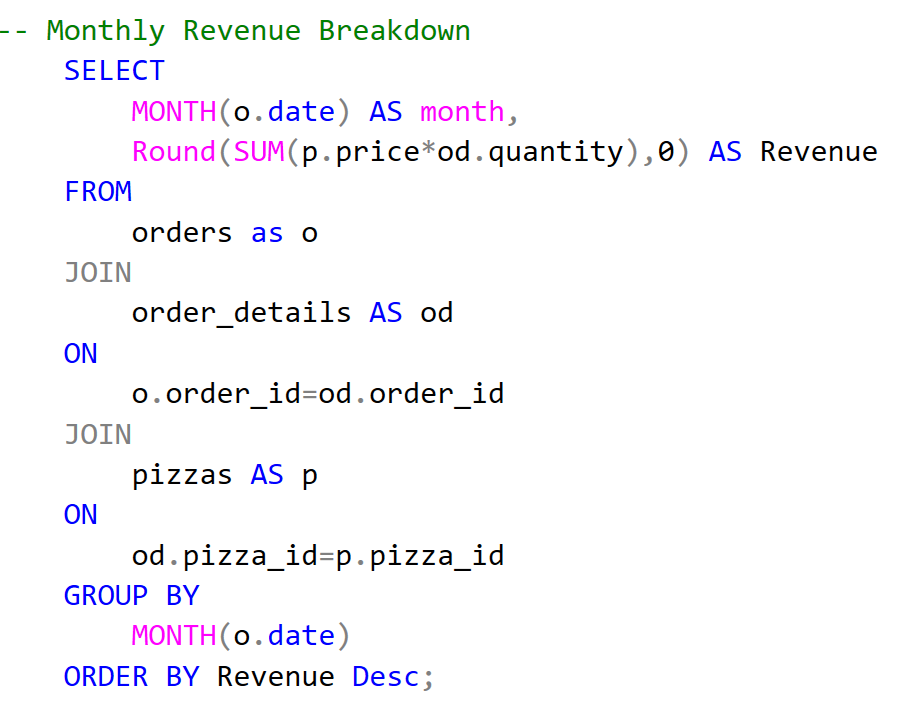 -- Monthly Revenue Breakdown
SELECT
MONTH(o.date) AS month,
Round(SUM(p.price*od.quantity),0) AS Revenue
FROM
orders as o
JOIN
order_details AS od
ON
o.order_id=od.order_id
JOIN
pizzas AS p
ON
od.pizza_id=p.pizza_id
GROUP BY
MONTH(o.date)
ORDER BY Revenue Desc;